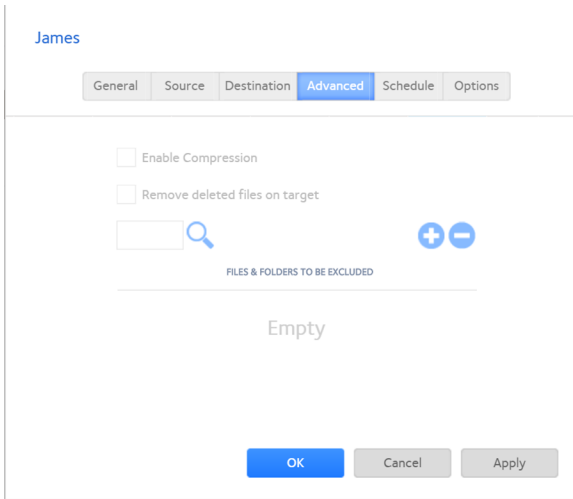 James
General Source Destination Advanced Schedule Options
Enable Compression
Remove deleted files on target
FILES & FOLDERS TO BE EXCLUDED
Empty
OK Cancel Apply